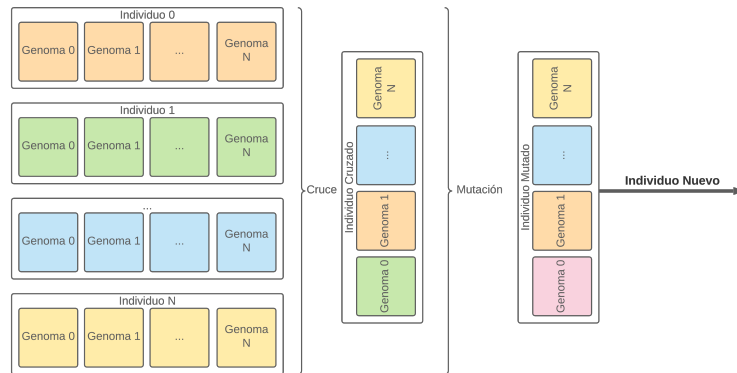 Individuo 0
Genoma 0
Genoma 1
...
Genoma
N
Individuo 1
Genoma 0
Genoma 1
...
Genoma
N
...
Genoma 0
Genoma 1
...
Genoma
N
Individuo N
Genoma 0
Genoma 1
...
Genoma
N
Cruce
Individuo Cruzado
Genoma
N
...
Genoma 1
Genoma 0
Mutación
Individuo Mutado
Genoma
N
...
Genoma 1
Genoma 0
Individuo Nuevo